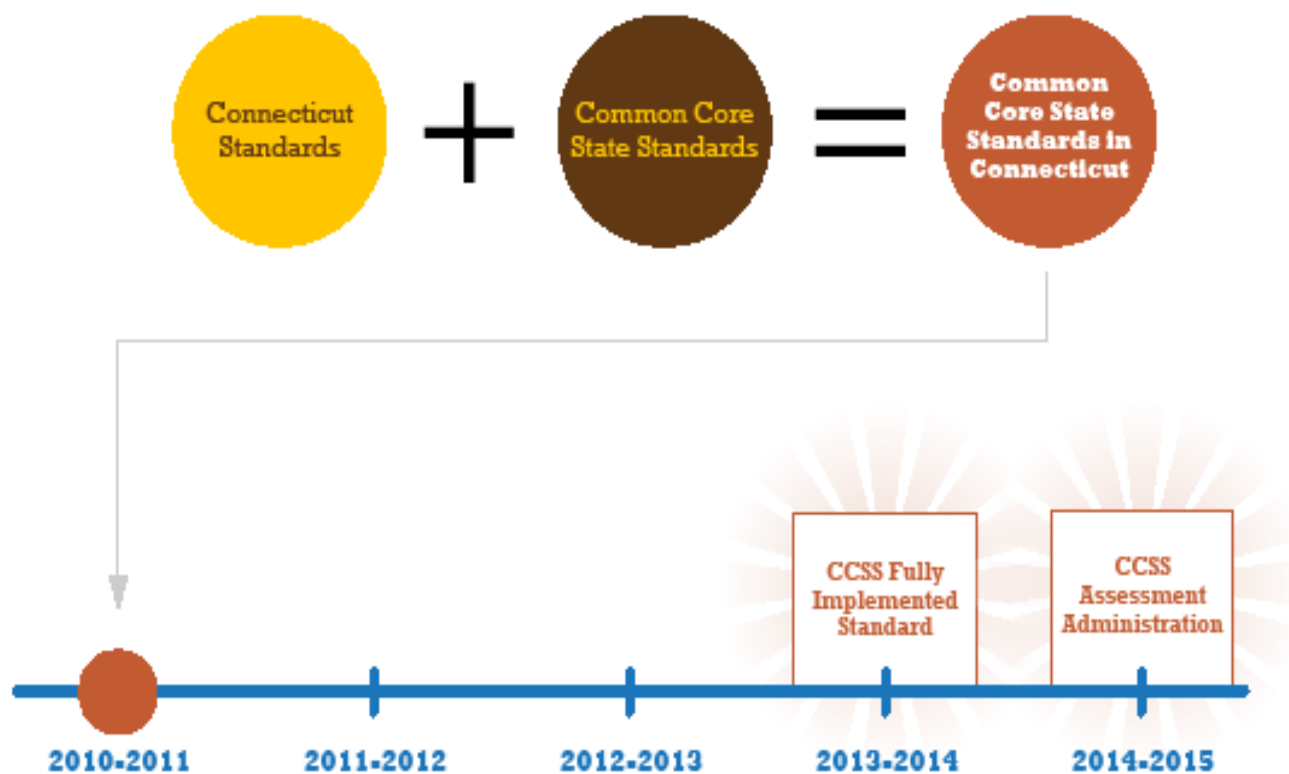 Connecticut
Standards
+
Common Core
State Standards
=
Common
Core State
Standards in
Connecticut
CCSS Fully
Implemented
Standard
CCSS
Assessment
Administration
2010-2011
2011-2012
2012-2013
2013-2014
2014-2015